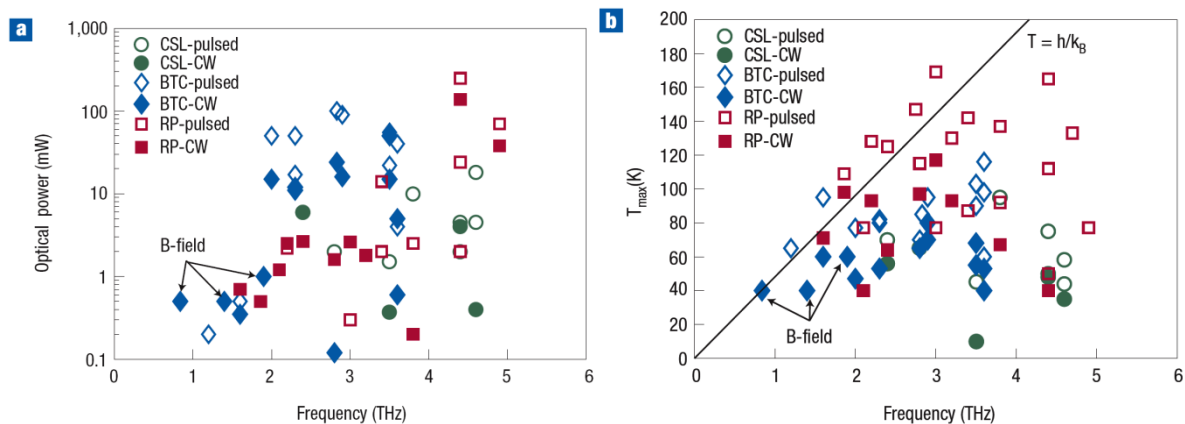 a
1,000
100
10
1
0.1
Optical power (mW)
CSL-pulsed
CSL-CW
BTC-pulsed
BTC-CW
RP-pulsed
RP-CW
B-field
0 1 2 3 4 5 6
Frequency (THz)
b
200
180
160
140
120
100
80
60
40
20
0
T_max(K)
CSL-pulsed
CSL-CW
BTC-pulsed
BTC-CW
RP-pulsed
RP-CW
T = h/k_B
B-field
0 1 2 3 4 5 6
Frequency (THz)